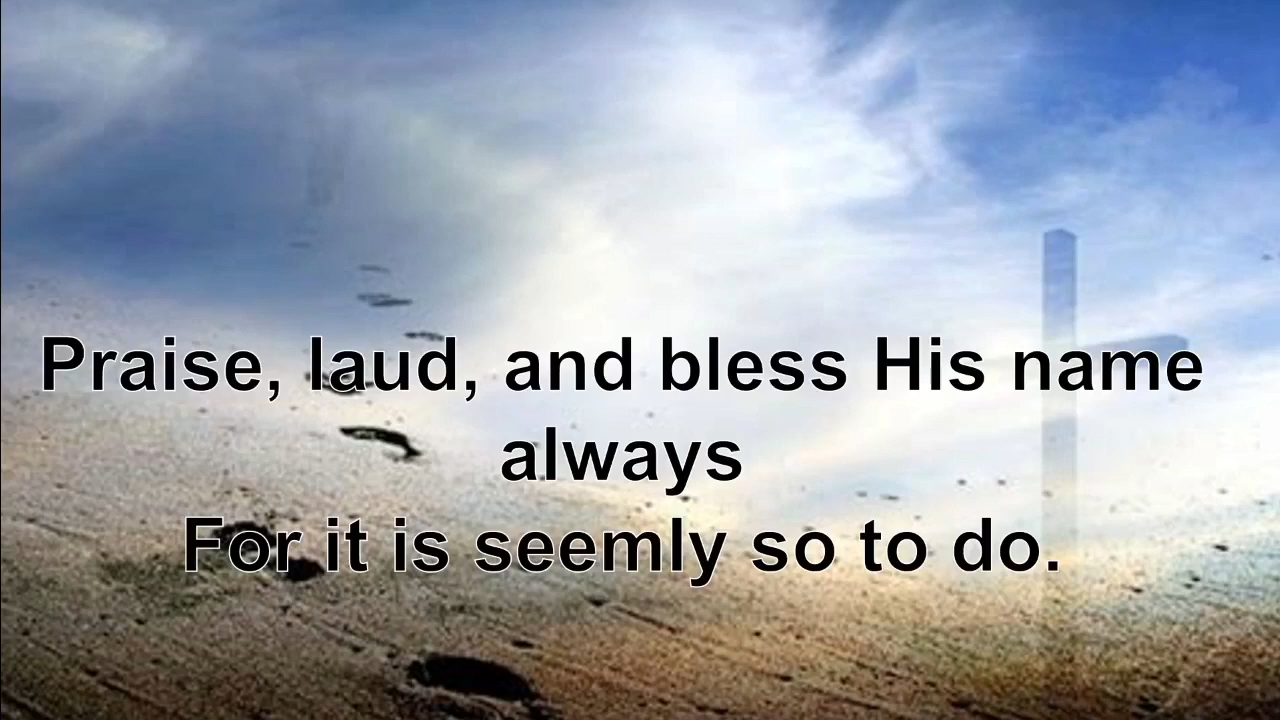 Praise, laud, and bless His name
always
For it is seemly so to do.